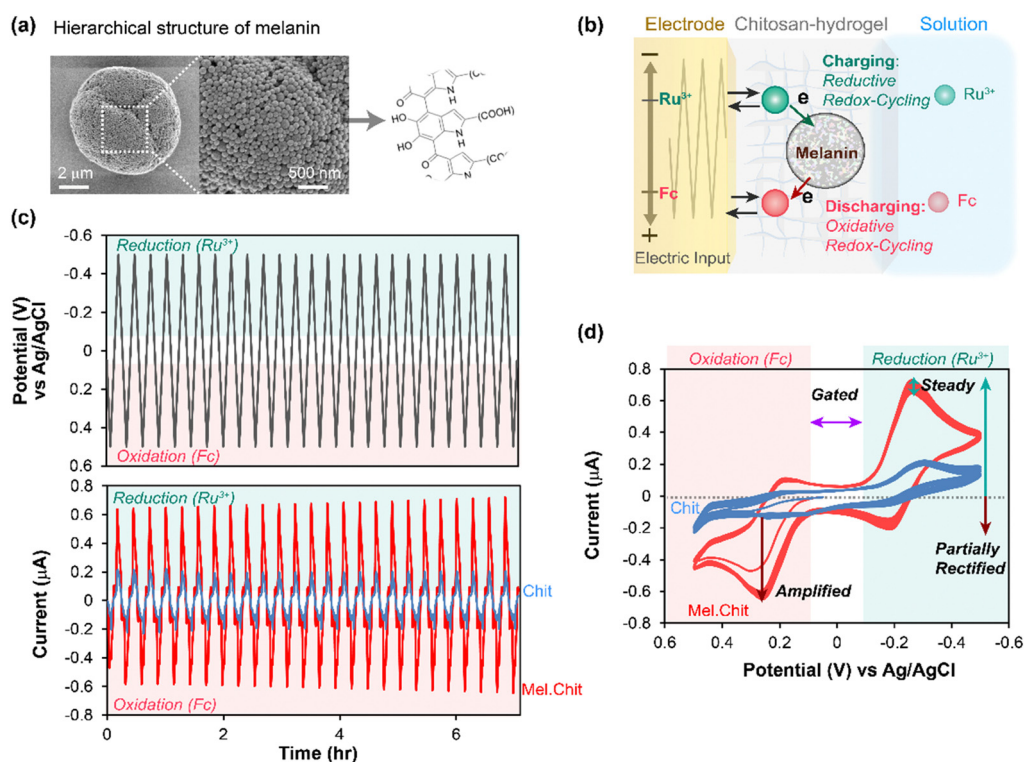 (a) Hierarchical structure of melanin
2 μm
500 nm
O
HO
HO
O
N
H
NH
(COOH)
N
H
(b)
Electrode Chitosan-hydrogel Solution
−
Ru³⁺
Fc
+
Electric Input
Charging:
Reductive
Redox-Cycling
e
Ru³⁺
Melanin
e
Fc
Discharging:
Oxidative
Redox-Cycling
(c)
Potential (V)
vs Ag/AgCl
-0.6
-0.4
-0.2
0
0.2
0.4
0.6
Reduction (Ru³⁺)
Oxidation (Fc)
Current (μA)
0.8
0.6
0.4
0.2
0
-0.2
-0.4
-0.6
-0.8
Reduction (Ru³⁺)
Chit
Mel.Chit
Oxidation (Fc)
0 2 4 6
Time (hr)
(d)
Oxidation (Fc) Reduction (Ru³⁺)
Gated
Steady
Chit
Partially
Rectified
Amplified
Mel.Chit
Current (μA)
0.8
0.6
0.4
0.2
0
-0.2
-0.4
-0.6
-0.8
0.6 0.4 0.2 0 -0.2 -0.4 -0.6
Potential (V) vs Ag/AgCl